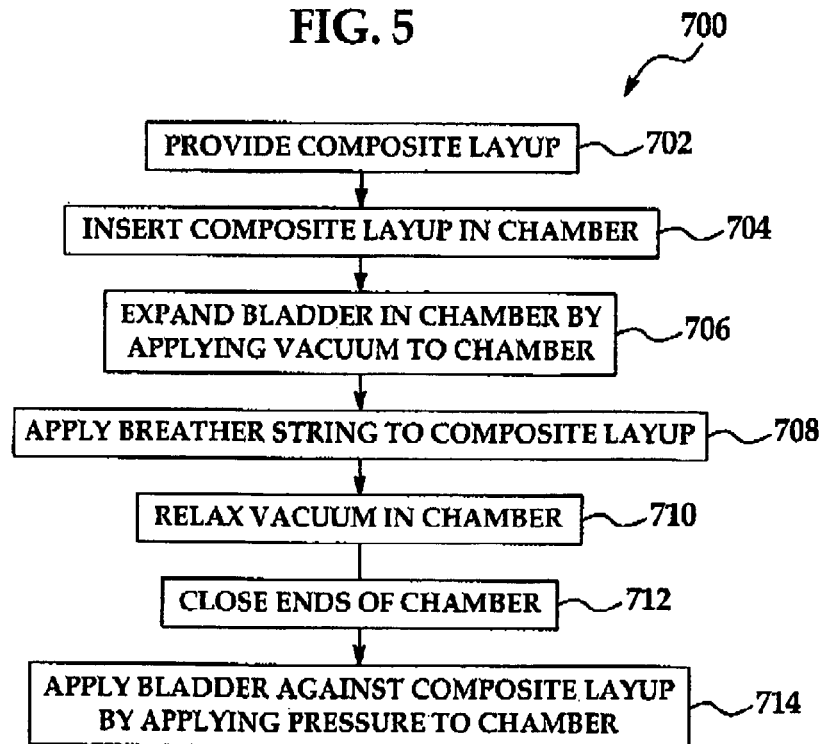 FIG. 5
700
PROVIDE COMPOSITE LAYUP
702
INSERT COMPOSITE LAYUP IN CHAMBER
704
EXPAND BLADDER IN CHAMBER BY
APPLYING VACUUM TO CHAMBER
706
APPLY BREATHER STRING TO COMPOSITE LAYUP
708
RELAX VACUUM IN CHAMBER
710
CLOSE ENDS OF CHAMBER
712
APPLY BLADDER AGAINST COMPOSITE LAYUP
BY APPLYING PRESSURE TO CHAMBER
714